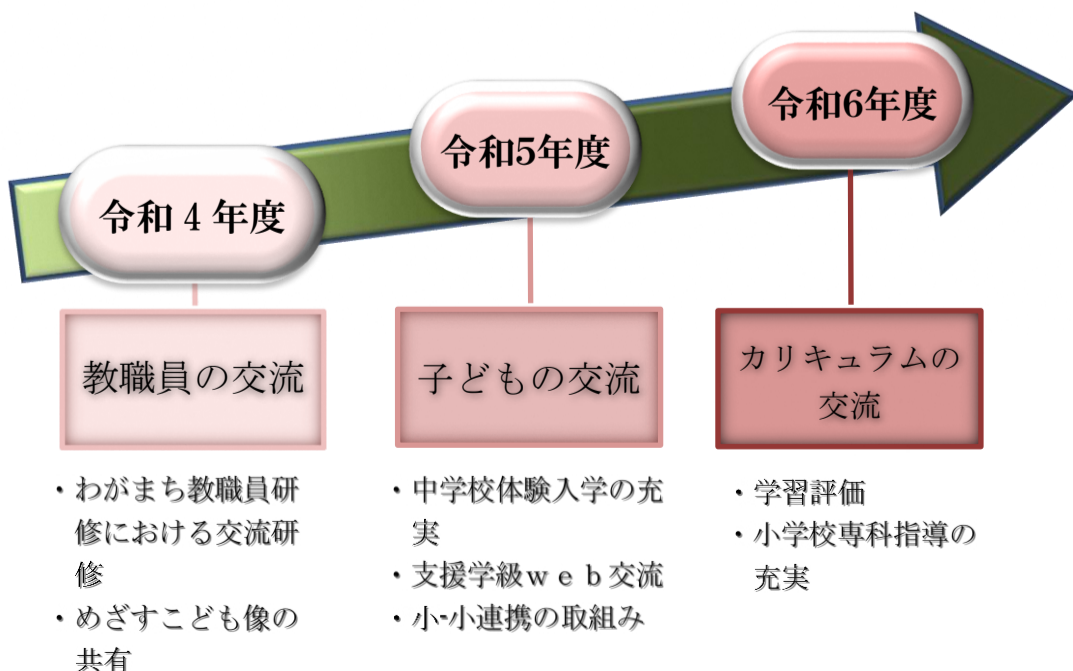 令和４年度
教職員の交流
・わがまち教職員研
修における交流研
修
・めざすこども像の
共有
令和5年度
子どもの交流
・中学校体験入学の充
実
・支援学級ｗｅｂ交流
・小-小連携の取組み
令和6年度
カリキュラムの
交流
・学習評価
・小学校専科指導の
充実